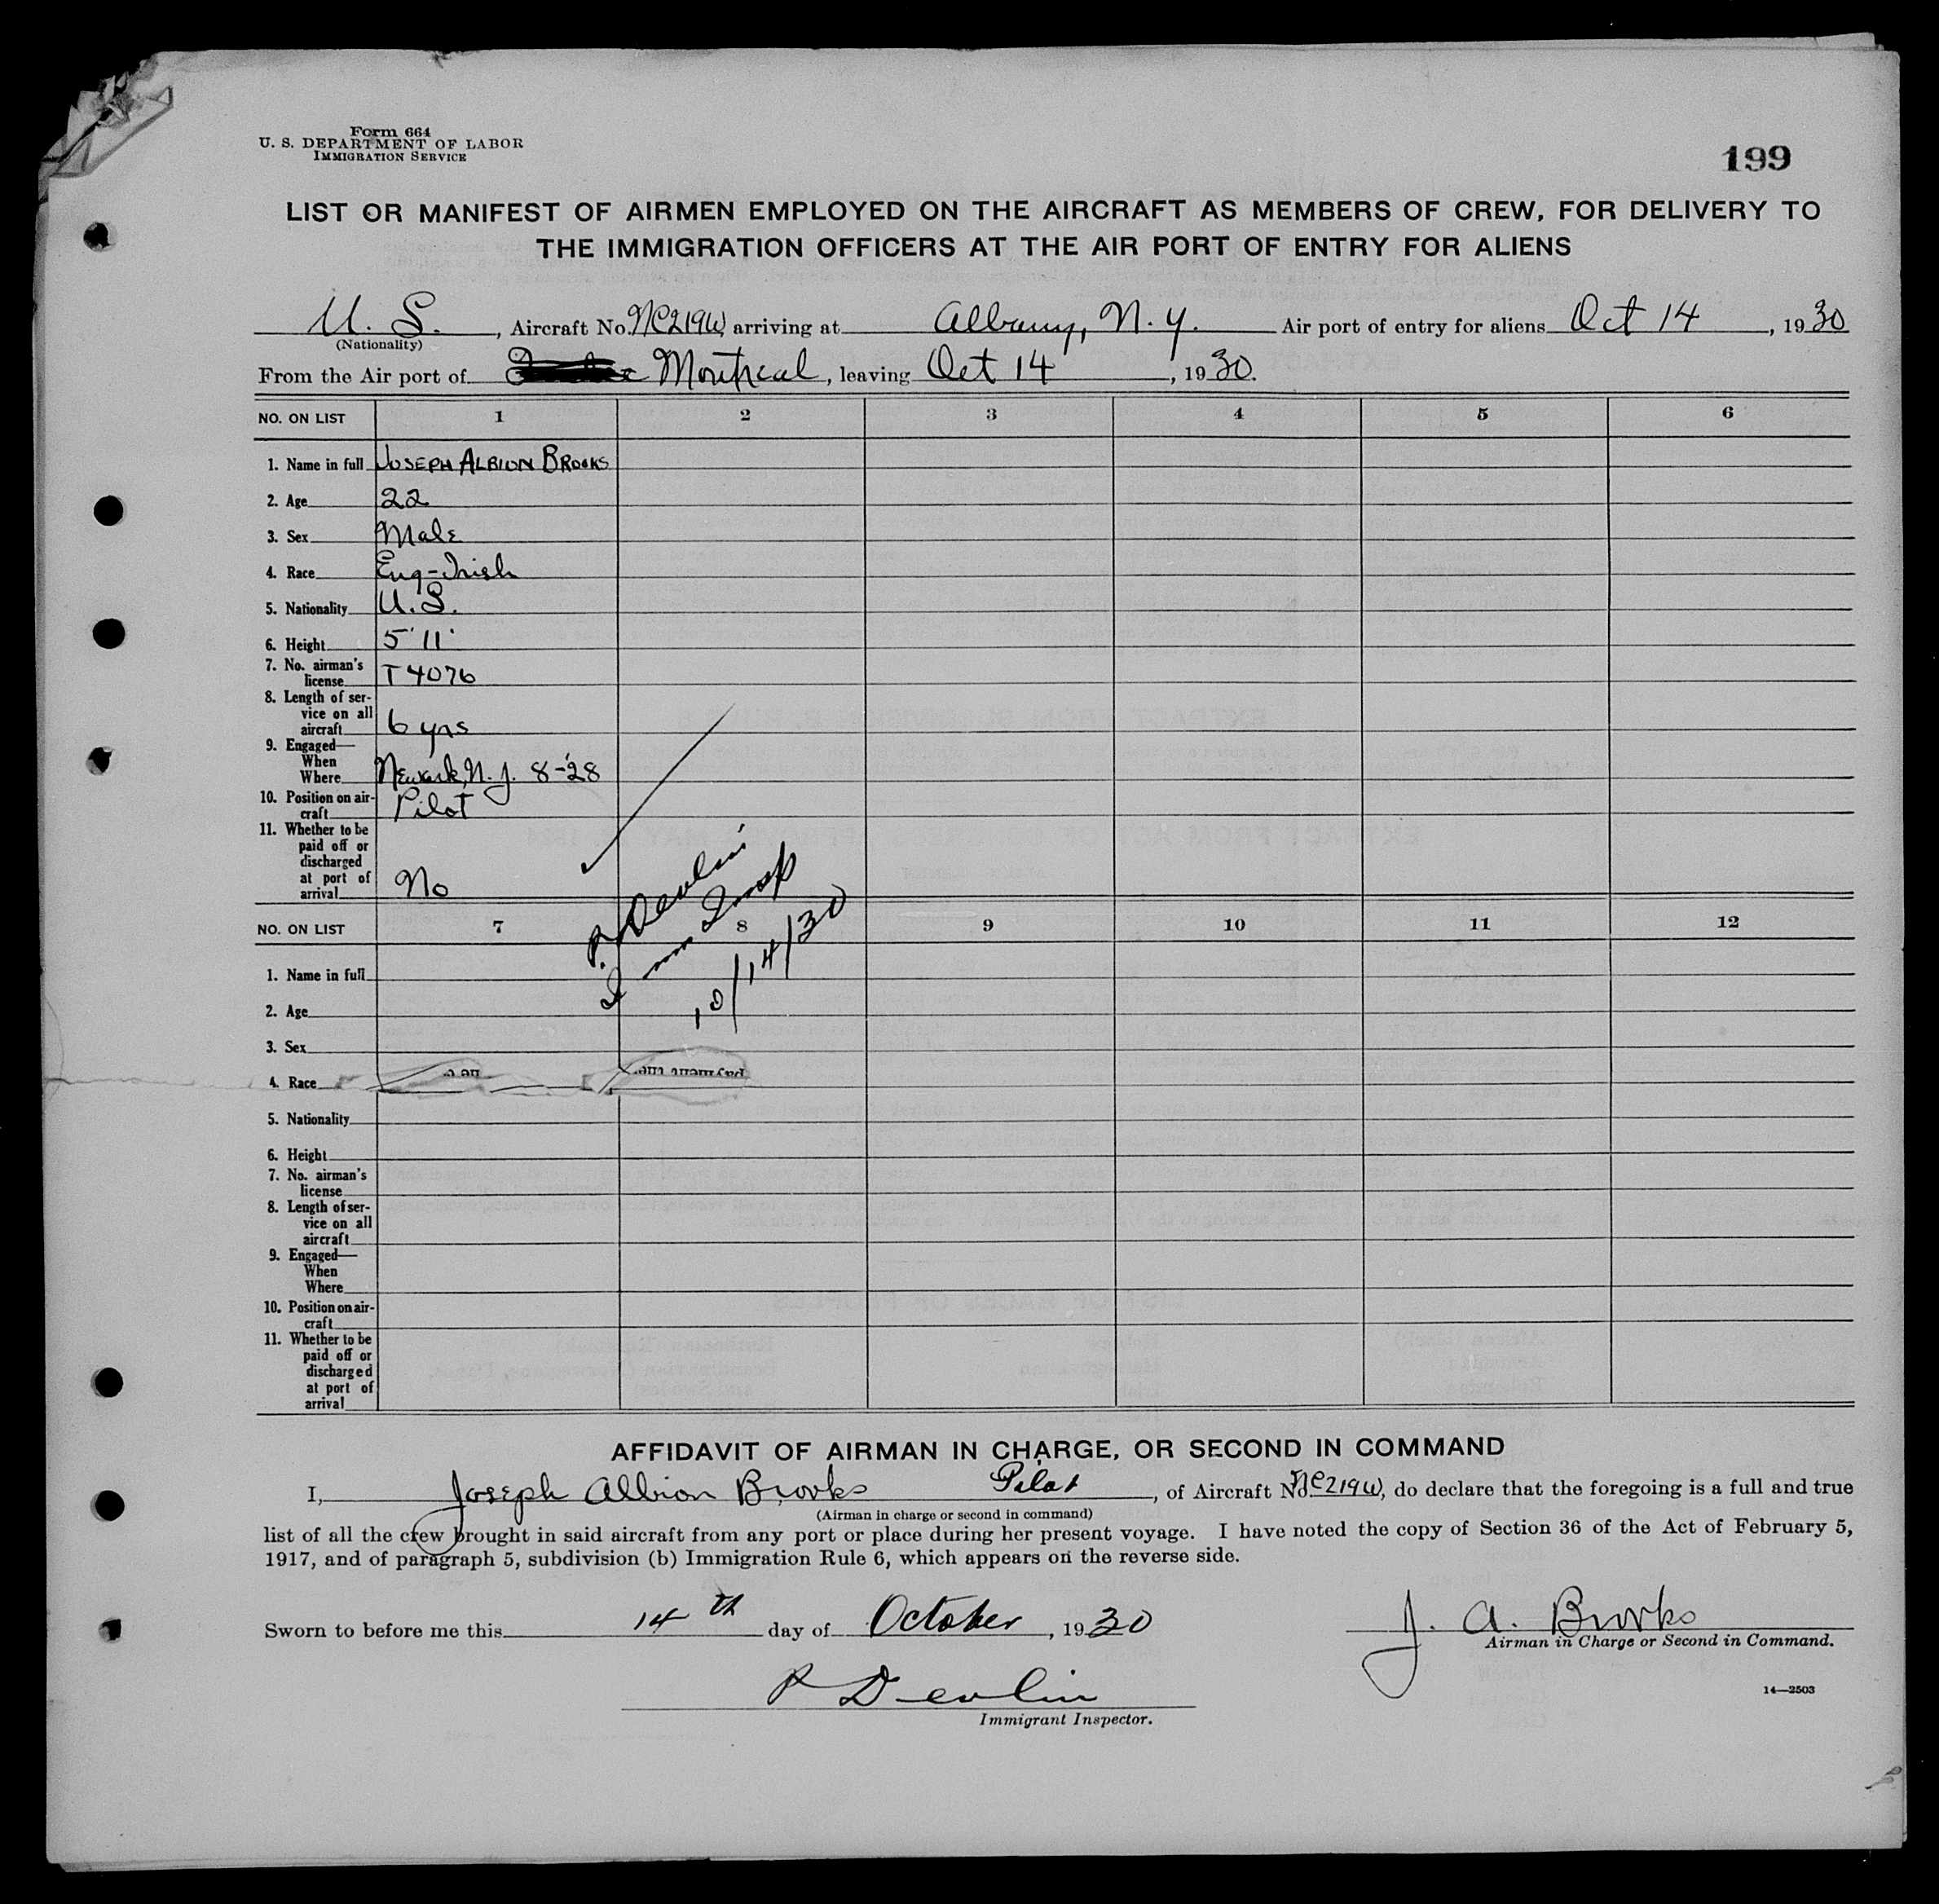 Form 664
U. S. DEPARTMENT OF LABOR
IMMIGRATION SERVICE
199
LIST OR MANIFEST OF AIRMEN EMPLOYED ON THE AIRCRAFT AS MEMBERS OF CREW, FOR DELIVERY TO
THE IMMIGRATION OFFICERS AT THE AIR PORT OF ENTRY FOR ALIENS
U. S., Aircraft No. NC219W, arriving at Albany, N. Y. Air port of entry for aliens Oct 14, 1930
(Nationality)
From the Air port of Montreal, leaving Oct 14, 1930.
NO. ON LIST 1 2 3 4 5 6
1. Name in full JOSEPH ALBION BROOKS
2. Age 22
3. Sex Male
4. Race Eng-Irish
5. Nationality U. S.
6. Height 5' 11"
7. No. airman's
license T4076
8. Length of ser-
vice on all
aircraft 6 yrs
9. Engaged—
When
Where Newark, N. J. 8-'28
10. Position on air-
craft Pilot
11. Whether to be
paid off or
discharged
at port of
arrival No
R. Devlin
Imm Insp
10/14/30
NO. ON LIST 7 8 9 10 11 12
1. Name in full
2. Age
3. Sex
4. Race
5. Nationality
6. Height
7. No. airman's
license
8. Length of ser-
vice on all
aircraft
9. Engaged—
When
Where
10. Position on air-
craft
11. Whether to be
paid off or
discharged
at port of
arrival
AFFIDAVIT OF AIRMAN IN CHARGE, OR SECOND IN COMMAND
I, Joseph Albion Brooks Pilot, of Aircraft No. NC219W, do declare that the foregoing is a full and true
(Airman in charge or second in command)
list of all the crew brought in said aircraft from any port or place during her present voyage. I have noted the copy of Section 36 of the Act of February 5,
1917, and of paragraph 5, subdivision (b) Immigration Rule 6, which appears on the reverse side.
Sworn to before me this 14th day of October, 1930
J. A. Brooks
Airman in Charge or Second in Command.
R Devlin
Immigrant Inspector.
14—2503